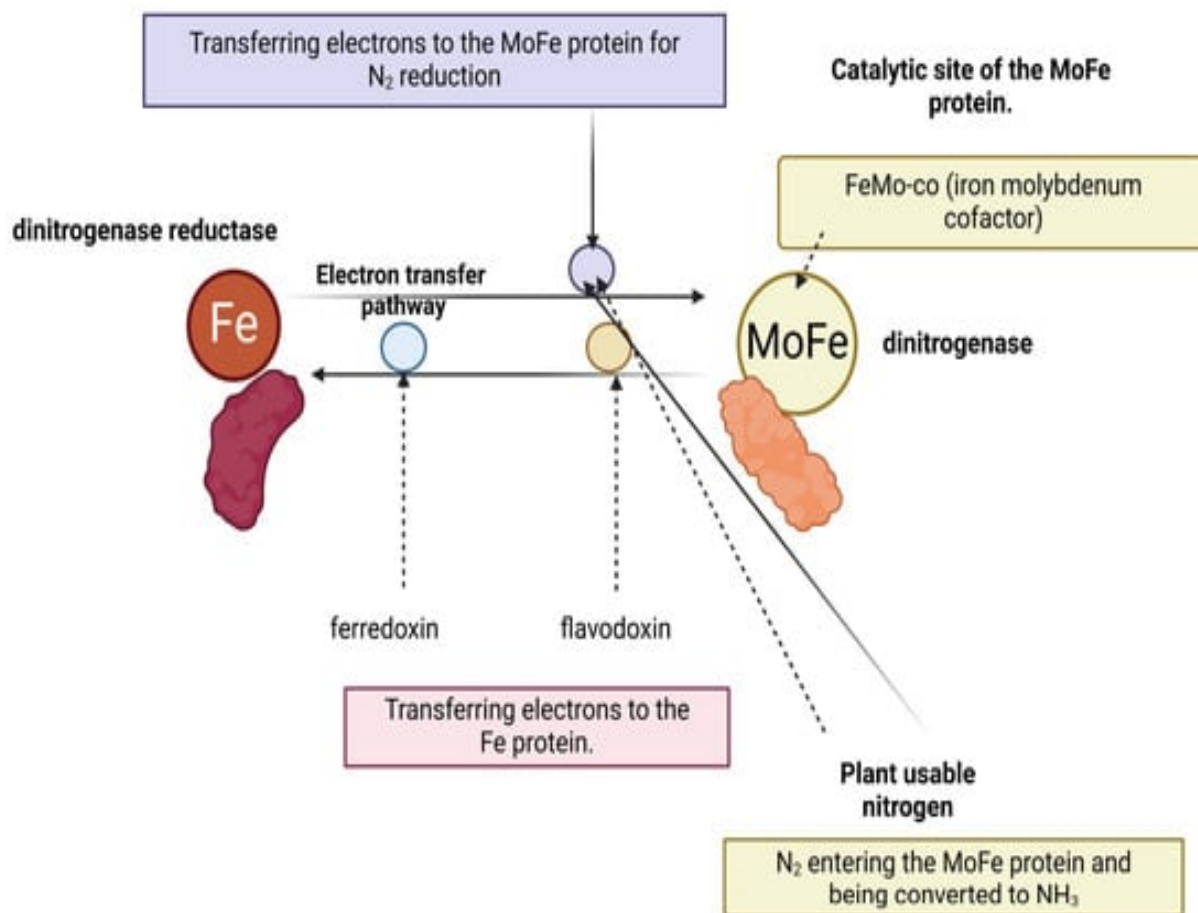 Transferring electrons to the MoFe protein for
N₂ reduction
Catalytic site of the MoFe
protein.
FeMo-co (iron molybdenum
cofactor)
dinitrogenase reductase
Electron transfer
pathway
Fe
MoFe
dinitrogenase
ferredoxin
flavodoxin
Transferring electrons to the
Fe protein.
Plant usable
nitrogen
N₂ entering the MoFe protein and
being converted to NH₃